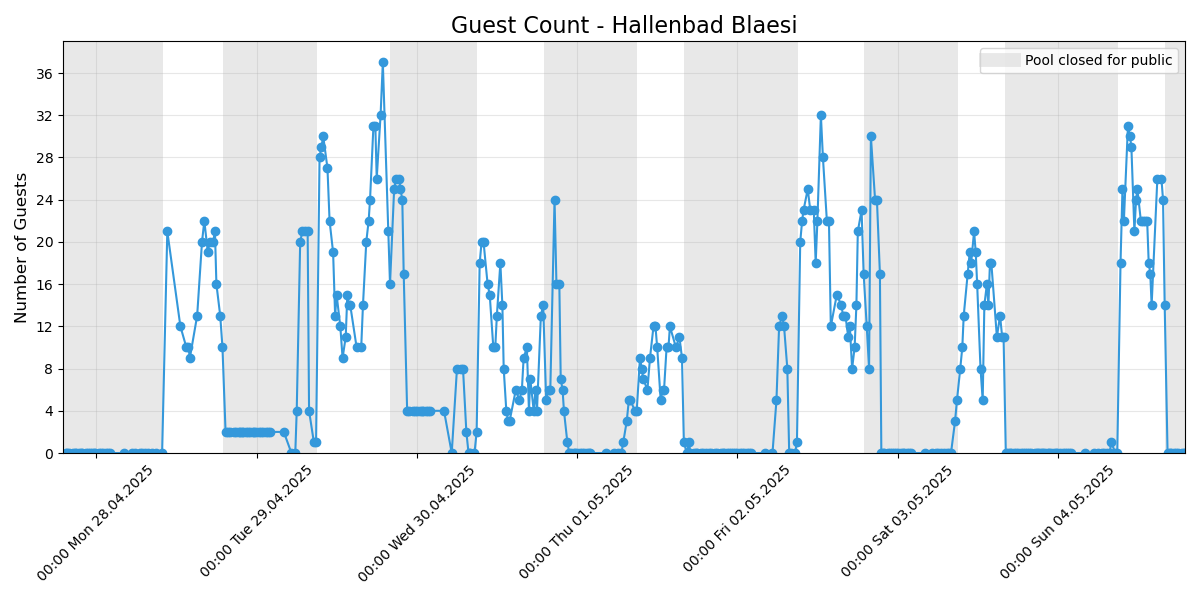 Guest Count - Hallenbad Blaesi
Pool closed for public
Number of Guests
36
32
28
24
20
16
12
8
4
0
00:00 Mon 28.04.2025
00:00 Tue 29.04.2025
00:00 Wed 30.04.2025
00:00 Thu 01.05.2025
00:00 Fri 02.05.2025
00:00 Sat 03.05.2025
00:00 Sun 04.05.2025